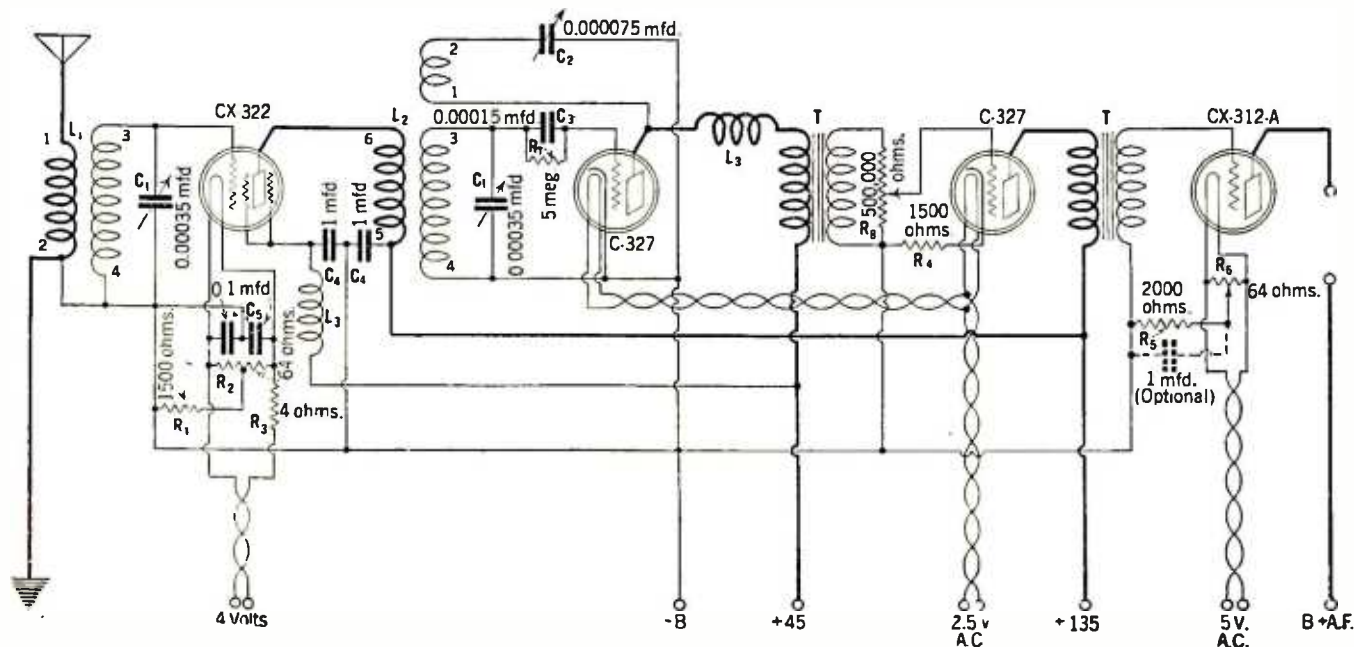 0.000075 mfd.
2
C2
1
CX 322
L2
6
0.00015 mfd
C3
C-327
T
CX-312-A
L1
1
3
3
R7
5 meg
L3
T
C1
0.00035 mfd
C1
0 00035 mfd
500,000
ohms.
R8
1500
ohms
R4
1 mfd
1 mfd
5
C4
C4
C-327
2
4
4
R6
64 ohms.
0 1 mfd
C5
L3
2000
ohms.
R5
1500 ohms.
R2
64 ohms.
1 mfd.
(Optional)
R1
R3
4 ohms.
4 Volts
-B
+45
2.5 v
A.C
+135
5 V.
A.C.
B +A.F.